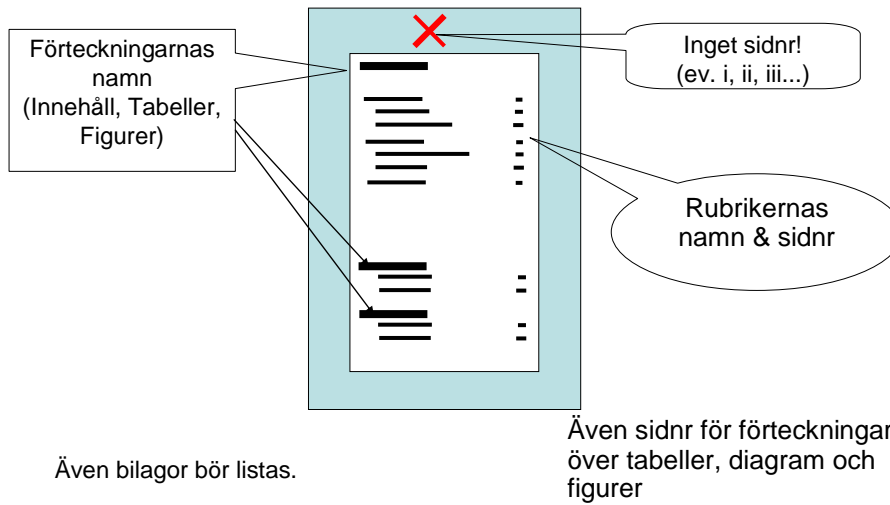 Förteckningarnas
namn
(Innehåll, Tabeller,
Figurer)
Inget sidnr!
(ev. i, ii, iii...)
Rubrikernas
namn & sidnr
Även sidnr för förteckningar
över tabeller, diagram och
figurer
Även bilagor bör listas.